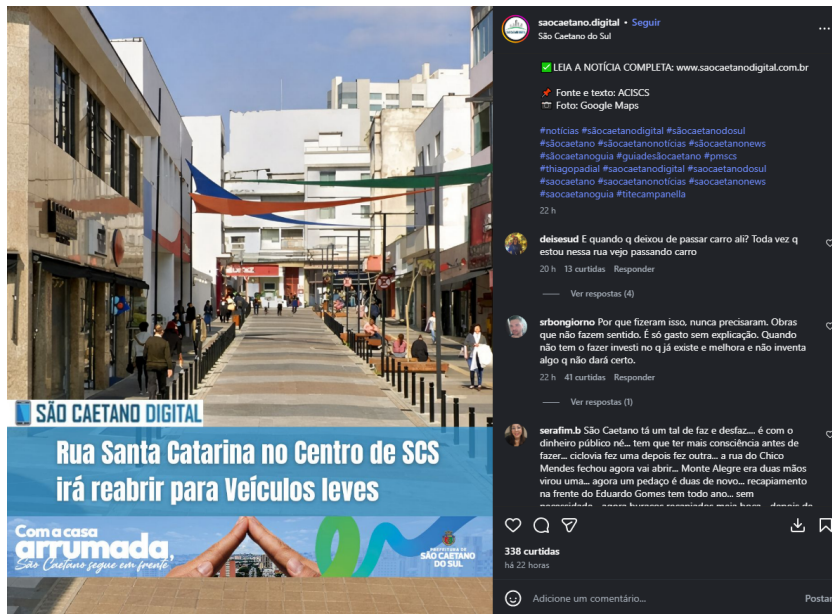 SÃO CAETANO DIGITAL
Rua Santa Catarina no Centro de SCS
irá reabrir para Veículos leves
Com a casa
arrumada,
São Caetano segue em frente
PREFEITURA DE
SÃO CAETANO
DO SUL
saocaetano.digital • Seguir
São Caetano do Sul
✅ LEIA A NOTÍCIA COMPLETA: www.saocaetanodigital.com.br
📌 Fonte e texto: ACISCS
📷 Foto: Google Maps
#notícias #sãocaetanodigital #sãocaetanodosul
#sãocaetano #sãocaetanonotícias #sãocaetanonews
#sãocaetanoguia #guiadesãocaetano #pmscs
#thiagopadial #saocaetanodigital #saocaetanodosul
#saocaetano #saocaetanonotícias #saocaetanonews
#saocaetanoguia #titecampanella
22 h
deisesud E quando q deixou de passar carro ali? Toda vez q
estou nessa rua vejo passando carro
20 h 13 curtidas Responder
Ver respostas (4)
srbongiorno Por que fizeram isso, nunca precisaram. Obras
que não fazem sentido. É só gasto sem explicação. Quando
não tem o fazer investi no q já existe e melhora e não inventa
algo q não dará certo.
22 h 41 curtidas Responder
Ver respostas (1)
serafim.b São Caetano tá um tal de faz e desfaz.... é com o
dinheiro público né... tem que ter mais consciência antes de
fazer... ciclovia fez uma depois fez outra... a rua do Chico
Mendes fechou agora vai abrir... Monte Alegre era duas mãos
virou uma... agora um pedaço é duas de novo... recapiamento
na frente do Eduardo Gomes tem todo ano... sem
338 curtidas
há 22 horas
Adicione um comentário...
Postar